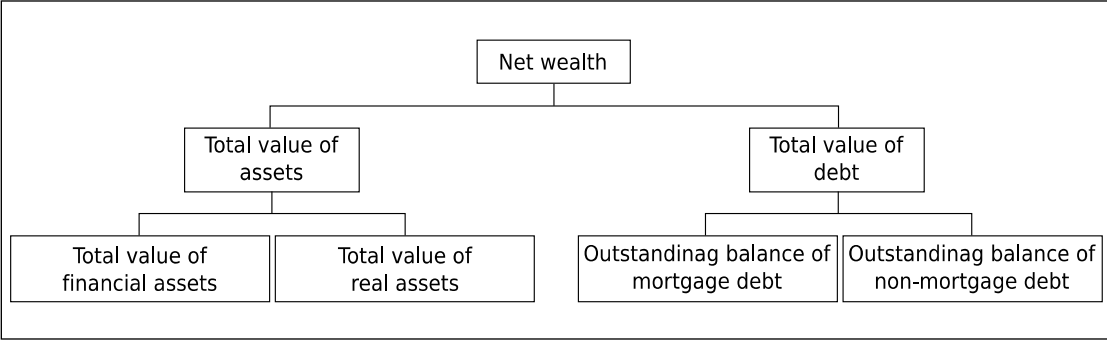 Net wealth
Total value of
assets
Total value of
debt
Total value of
financial assets
Total value of
real assets
Outstandinag balance of
mortgage debt
Outstandinag balance of
non-mortgage debt